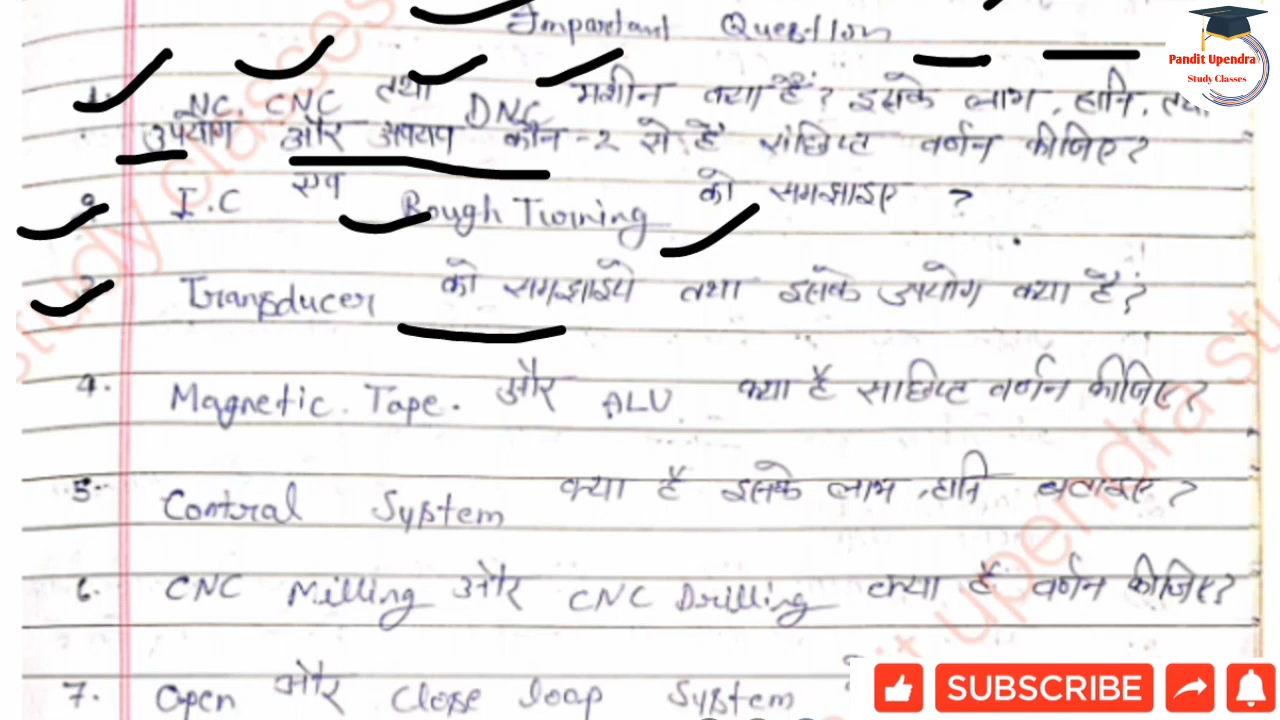 Important Question
Pandit Upendra
Study Classes
1. NC, CNC तथा DNC मशीन क्या है? इसके लाभ, हानि,
उपयोग और अवयव कौन-2 से हैं संछिप्ट वर्णन कीजिए?
2. I.C एवं Rough Turning को समझाइए ?
3. Transducer को समझाइये तथा इसके उपयोग क्या है?
4. Magnetic. Tape. और ALU क्या है साछिप्ट वर्णन कीजिए?
5. Contral System क्या है इसके लाभ, हानि बताइए?
6. CNC Milling और CNC Drilling क्या है वर्णन कीजिए?
7. Open और Close loap System
SUBSCRIBE